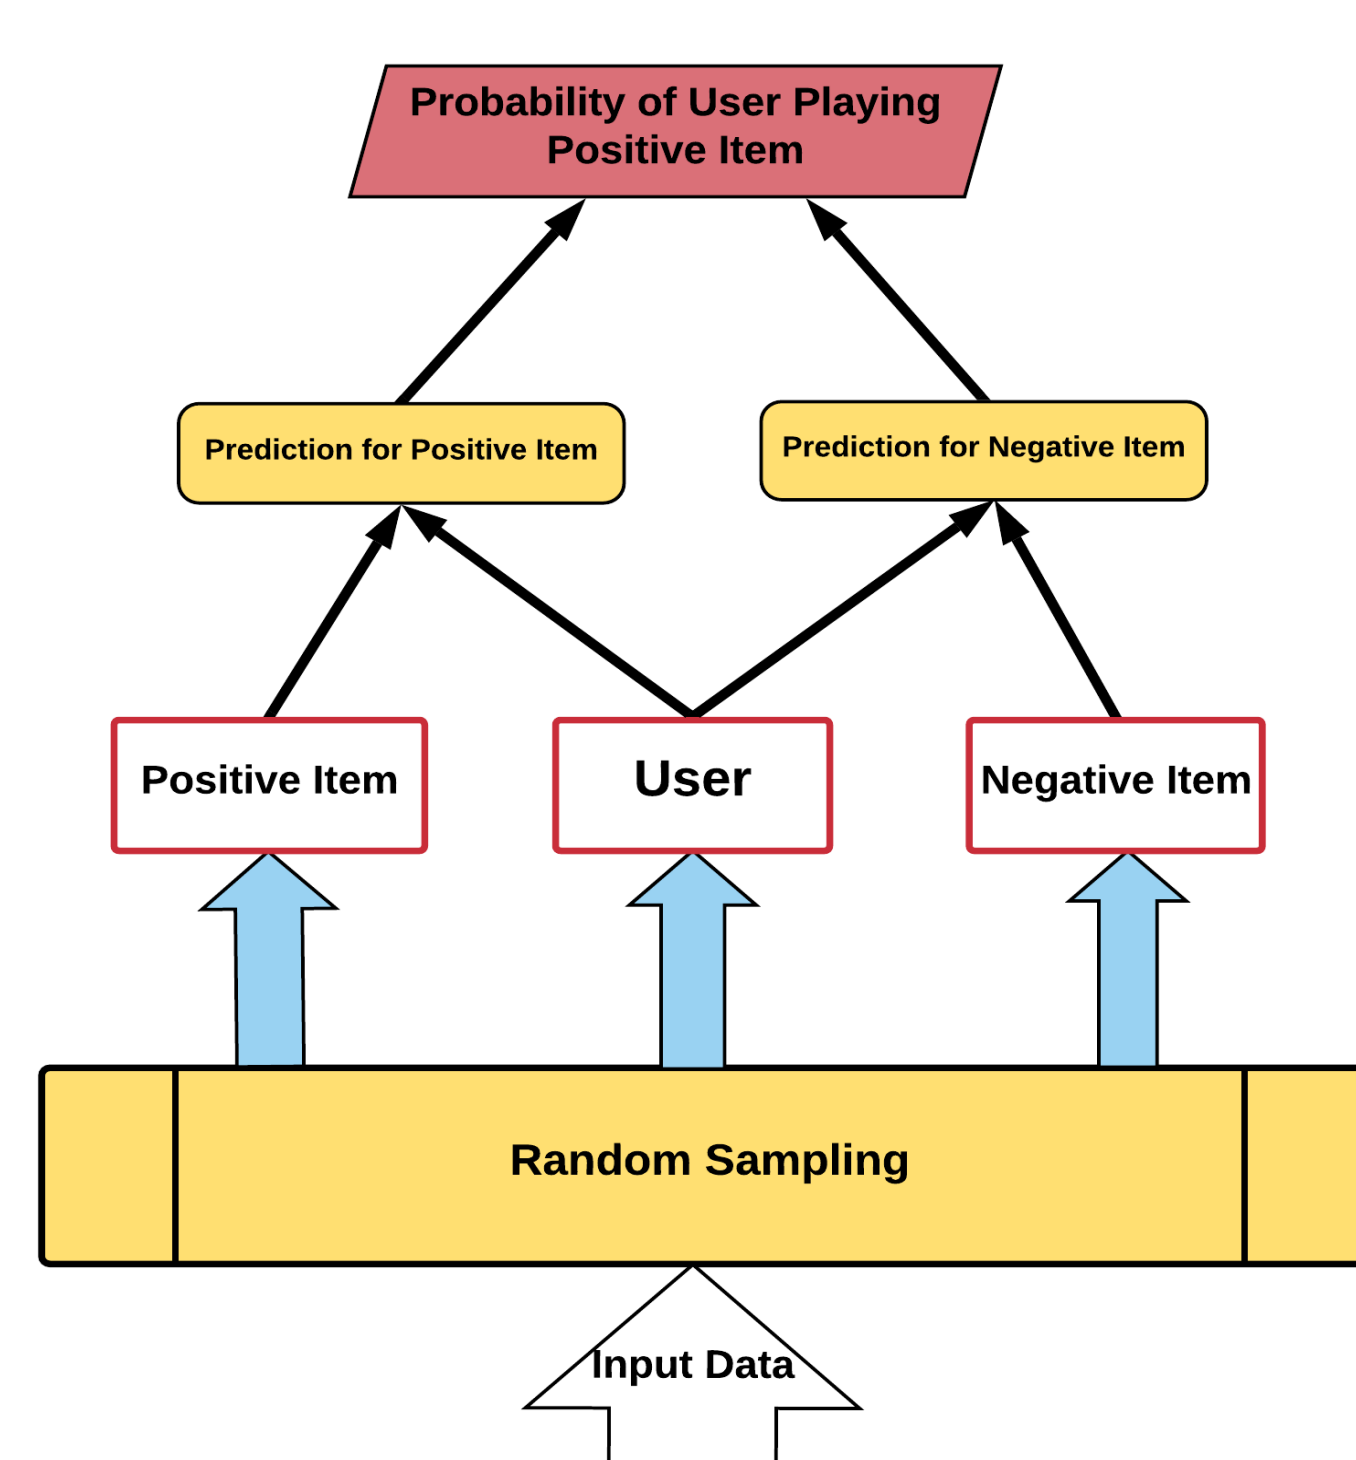 Probability of User Playing
Positive Item
Prediction for Positive Item
Prediction for Negative Item
Positive Item
User
Negative Item
Random Sampling
Input Data